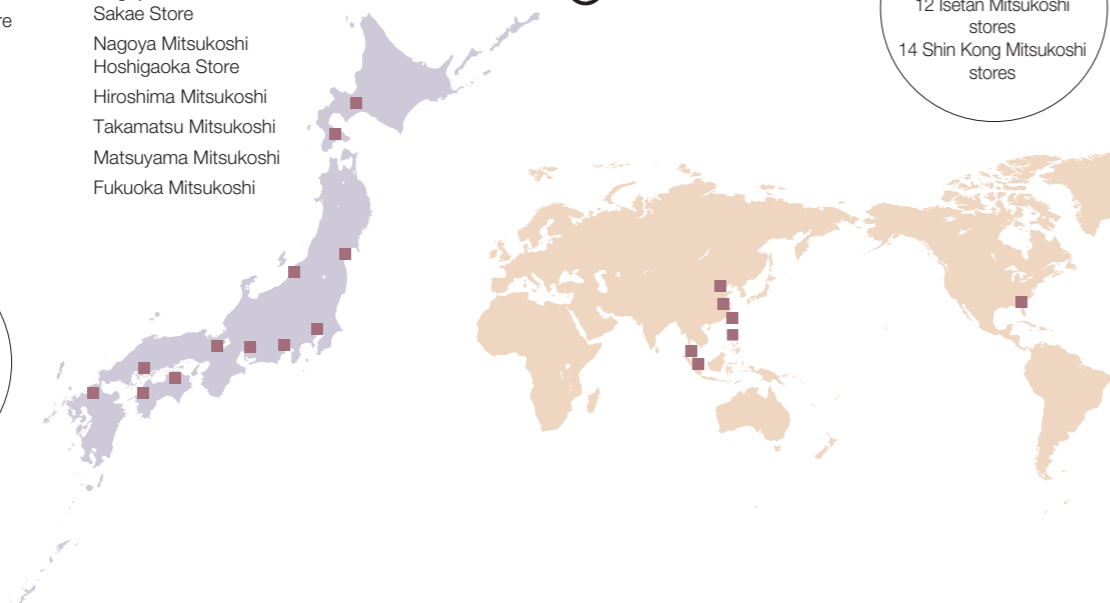 re
Sakae Store
Nagoya Mitsukoshi
Hoshigaoka Store
Hiroshima Mitsukoshi
Takamatsu Mitsukoshi
Matsuyama Mitsukoshi
Fukuoka Mitsukoshi
12 Isetan Mitsukoshi
stores
14 Shin Kong Mitsukoshi
stores